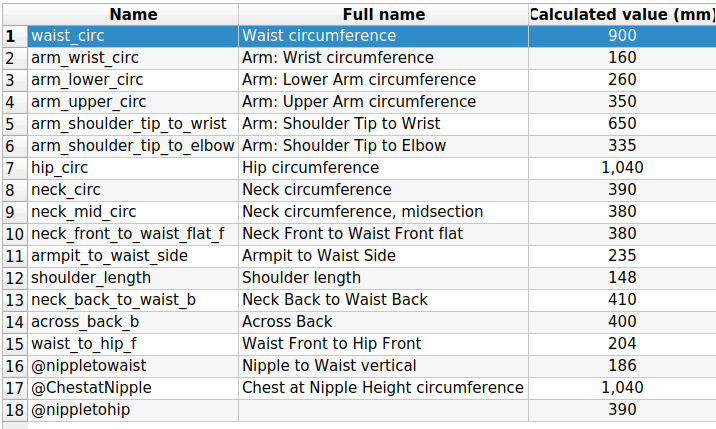 Name Full name Calculated value (mm)
1 waist_circ Waist circumference 900
2 arm_wrist_circ Arm: Wrist circumference 160
3 arm_lower_circ Arm: Lower Arm circumference 260
4 arm_upper_circ Arm: Upper Arm circumference 350
5 arm_shoulder_tip_to_wrist Arm: Shoulder Tip to Wrist 650
6 arm_shoulder_tip_to_elbow Arm: Shoulder Tip to Elbow 335
7 hip_circ Hip circumference 1,040
8 neck_circ Neck circumference 390
9 neck_mid_circ Neck circumference, midsection 380
10 neck_front_to_waist_flat_f Neck Front to Waist Front flat 380
11 armpit_to_waist_side Armpit to Waist Side 235
12 shoulder_length Shoulder length 148
13 neck_back_to_waist_b Neck Back to Waist Back 410
14 across_back_b Across Back 400
15 waist_to_hip_f Waist Front to Hip Front 204
16 @nippletowaist Nipple to Waist vertical 186
17 @ChestatNipple Chest at Nipple Height circumference 1,040
18 @nippletohip 390